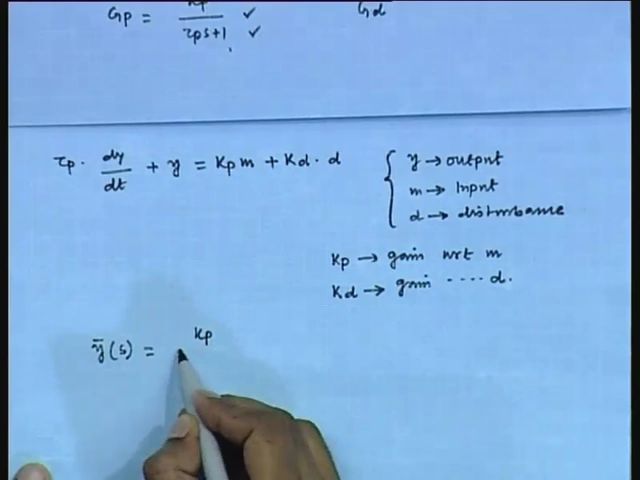 Gp = Kp / τps+1 ✓ ✓ Gd
τp · dy/dt + y = Kp m + Kd · d
{ y → output
m → Input
d → disturbance
Kp → gain wrt m
Kd → gain ···· d.
ȳ(s) = Kp